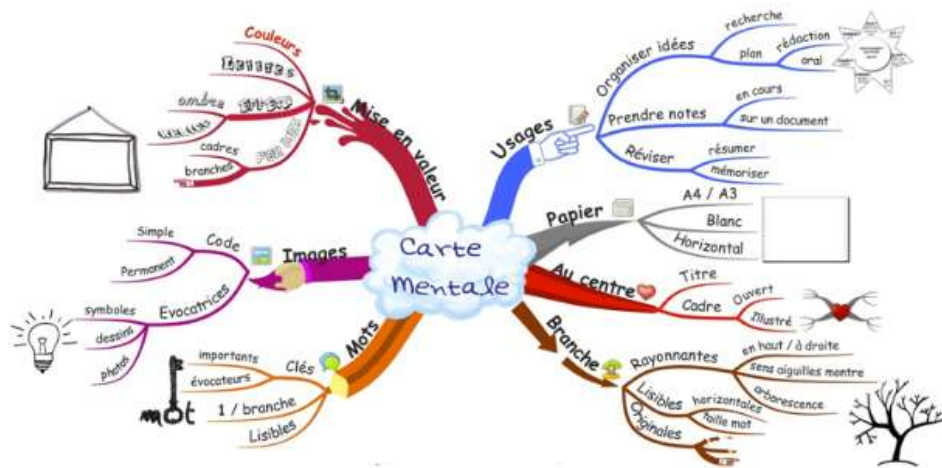 Carte
Mentale
Usages
Organiser idées
recherche
plan
rédaction
oral
Prendre notes
en cours
sur un document
Réviser
résumer
mémoriser
Papier
A4 / A3
Blanc
Horizontal
Au centre
Titre
Cadre
Ouvert
Illustré
Branche
Rayonnantes
en haut / à droite
sens aiguilles montre
arborescence
Lisibles
horizontales
taille mot
Originales
Mots
Clés
importants
évocateurs
1 / branche
Lisibles
mot
Images
Code
Simple
Permanent
Evocatrices
symboles
dessins
photos
Mise en valeur
Couleurs
Lettres
ombre
cadres
branches